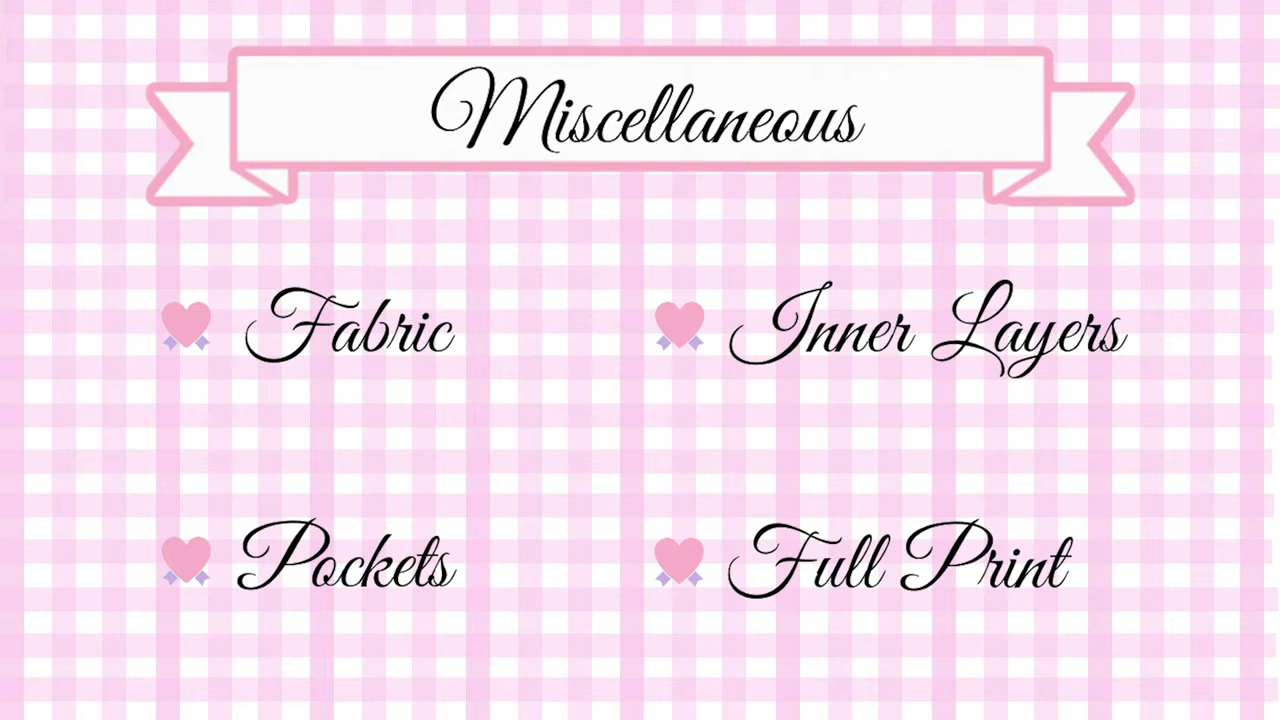 Miscellaneous
Fabric
Inner Layers
Pockets
Full Print